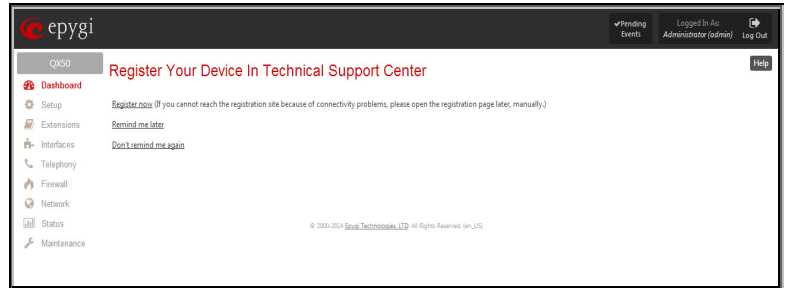 epygi
✔Pending
Events
Logged In As:
Administrator (admin)
Log Out
QX50
Help
Register Your Device In Technical Support Center
Dashboard
Setup
Register now (If you cannot reach the registration site because of connectivity problems, please open the registration page later, manually.)
Extensions
Remind me later
Interfaces
Don't remind me again
Telephony
Firewall
Network
Status
© 2000-2014 Epygi Technologies, LTD. All Rights Reserved. (en_US)
Maintenance